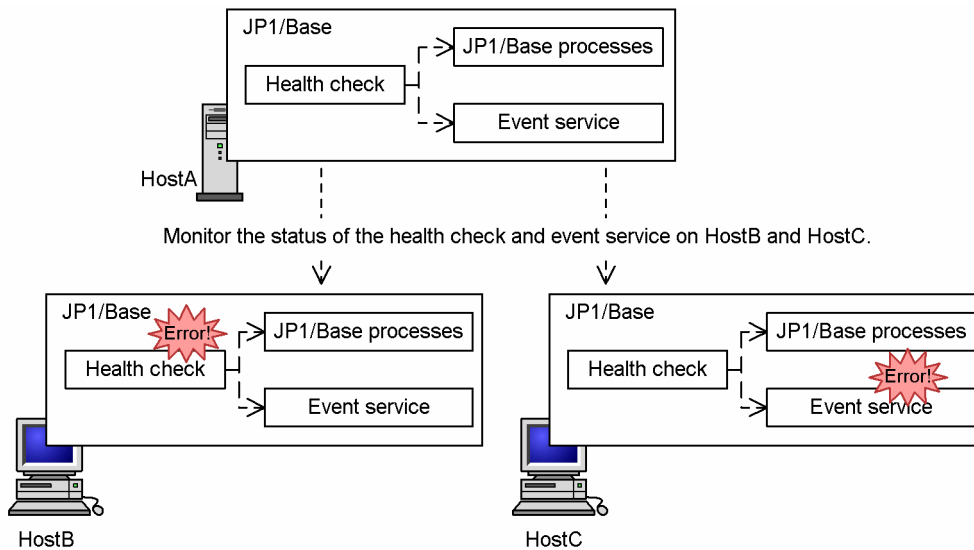 JP1/Base
JP1/Base processes
Health check
Event service
HostA
Monitor the status of the health check and event service on HostB and HostC.
JP1/Base
Error!
JP1/Base processes
Health check
Event service
HostB
JP1/Base
JP1/Base processes
Health check
Error!
Event service
HostC